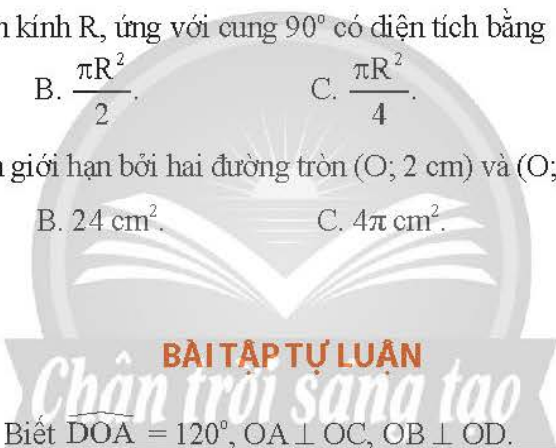 kính R, ứng với cung 90° có diện tích bằng
B. πR²/2. C. πR²/4.
giới hạn bởi hai đường tròn (O; 2 cm) và (O;
B. 24 cm². C. 4π cm².
BÀI TẬP TỰ LUẬN
Chân trời sáng tạo
Biết \widehat{DOA} = 120°, OA ⊥ OC, OB ⊥ OD